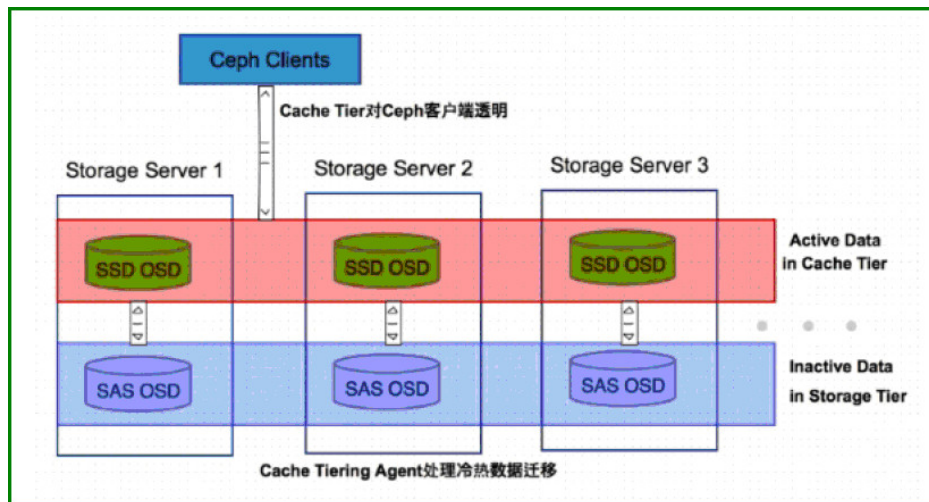 Ceph Clients
Cache Tier对Ceph客户端透明
Storage Server 1
Storage Server 2
Storage Server 3
SSD OSD
SSD OSD
SSD OSD
Active Data
in Cache Tier
SAS OSD
SAS OSD
SAS OSD
Inactive Data
in Storage Tier
Cache Tiering Agent处理冷热数据迁移